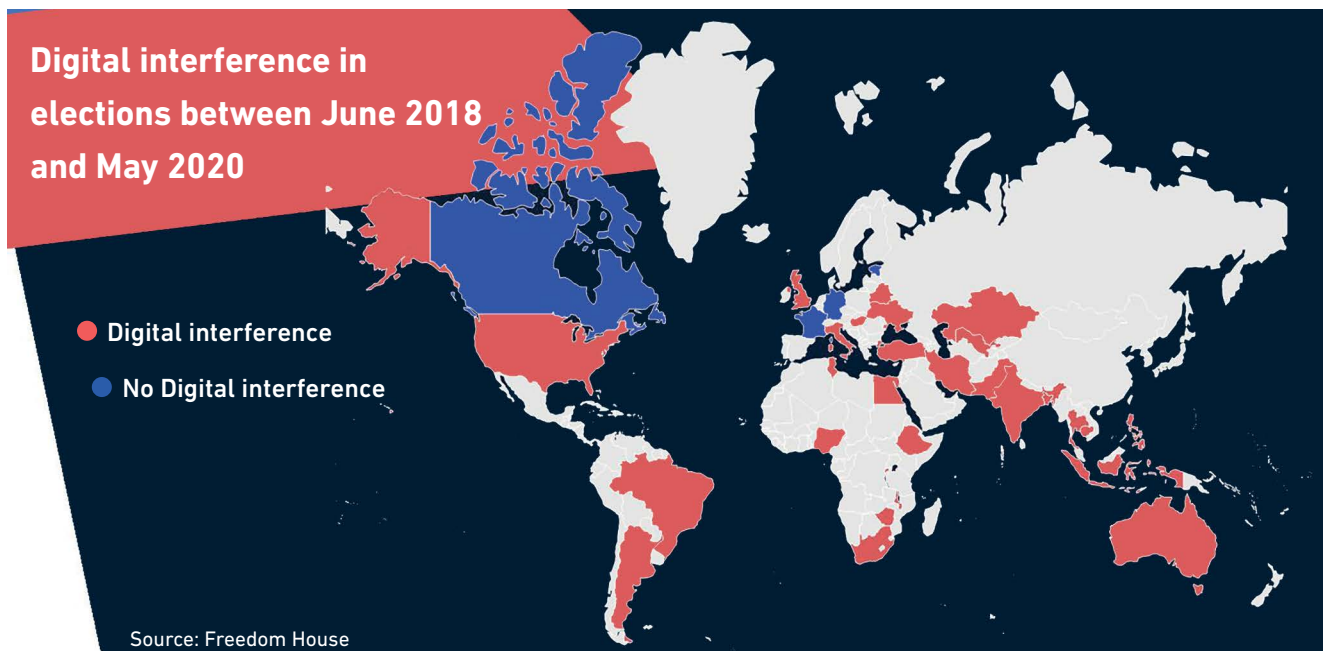 Digital interference in
elections between June 2018
and May 2020
Digital interference
No Digital interference
Source: Freedom House